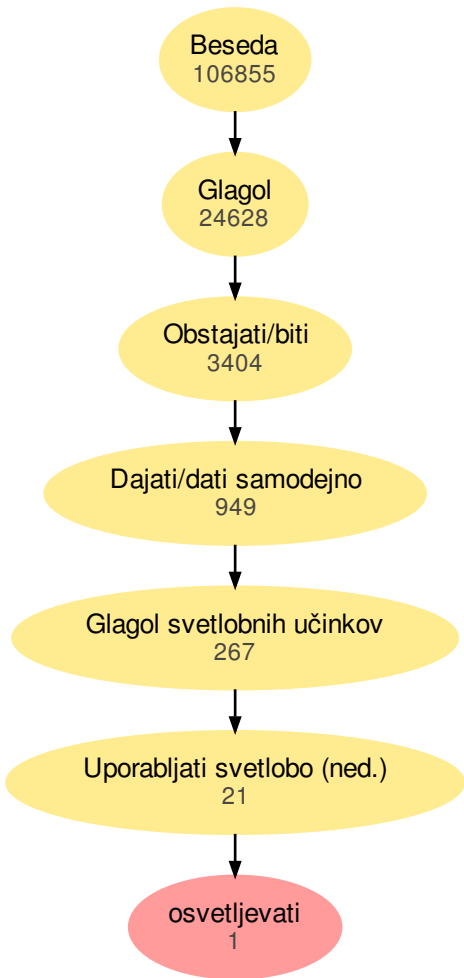 Beseda
106855
Glagol
24628
Obstajati/biti
3404
Dajati/dati samodejno
949
Glagol svetlobnih učinkov
267
Uporabljati svetlobo (ned.)
21
osvetljevati
1